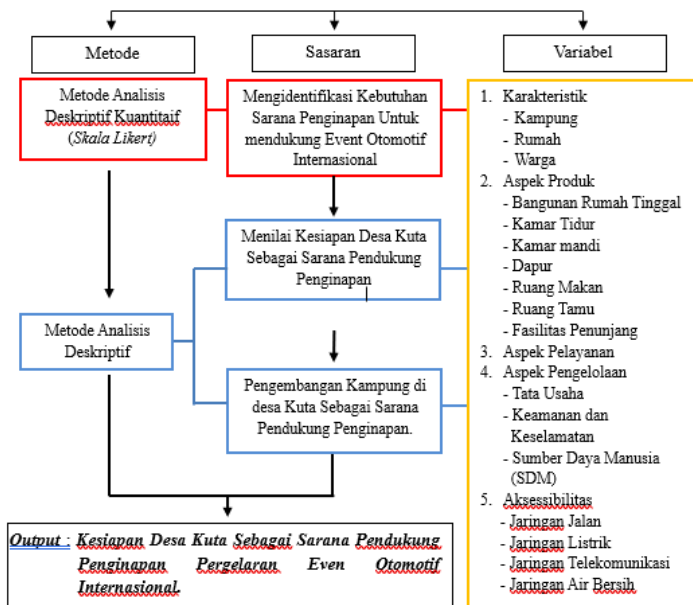 Metode
Sasaran
Variabel
Metode Analisis
Deskriptif Kuantitaif
(Skala Likert)
Mengidentifikasi Kebutuhan
Sarana Penginapan Untuk
mendukung Event Otomotif
Internasional
Menilai Kesiapan Desa Kuta
Sebagai Sarana Pendukung
Penginapan
Metode Analisis
Deskriptif
Pengembangan Kampung di
desa Kuta Sebagai Sarana
Pendukung Penginapan.
1. Karakteristik
- Kampung
- Rumah
- Warga
2. Aspek Produk
- Bangunan Rumah Tinggal
- Kamar Tidur
- Kamar mandi
- Dapur
- Ruang Makan
- Ruang Tamu
- Fasilitas Penunjang
3. Aspek Pelayanan
4. Aspek Pengelolaan
- Tata Usaha
- Keamanan dan
Keselamatan
- Sumber Daya Manusia
(SDM)
5. Aksessibilitas
- Jaringan Jalan
- Jaringan Listrik
- Jaringan Telekomunikasi
- Jaringan Air Bersih
Output : Kesiapan Desa Kuta Sebagai Sarana Pendukung
Penginapan Pergelaran Even Otomotif
Internasional.